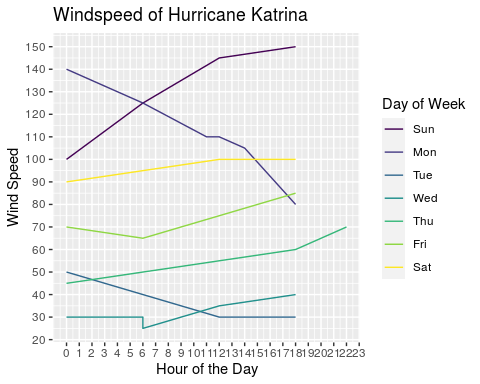 Windspeed of Hurricane Katrina
Wind Speed
150
140
130
120
110
100
90
80
70
60
50
40
30
20
0 1 2 3 4 5 6 7 8 9 10 11 12 13 14 15 16 17 18 19 20 21 22 23
Hour of the Day
Day of Week
Sun
Mon
Tue
Wed
Thu
Fri
Sat